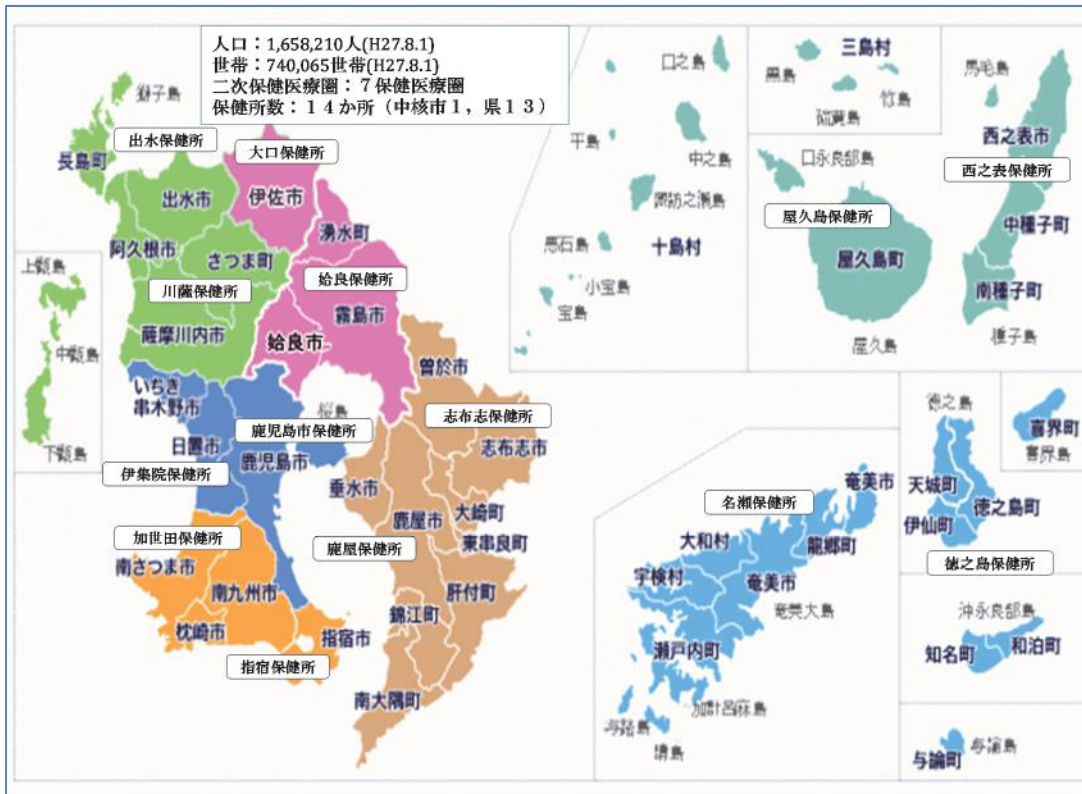 人口：1,658,210人(H27.8.1)
世帯：740,065世帯(H27.8.1)
二次保健医療圏：７保健医療圏
保健所数：１４か所（中核市１，県１３）
獅子島
出水保健所
大口保健所
長島町
伊佐市
出水市
湧水町
阿久根市
さつま町
川薩保健所
姶良保健所
霧島市
薩摩川内市
姶良市
上甑島
中甑島
下甑島
曽於市
いちき
串木野市
桜島
鹿児島市保健所
志布志保健所
日置市
鹿児島市
志布志市
伊集院保健所
垂水市
鹿屋市
大崎町
東串良町
加世田保健所
鹿屋保健所
南さつま市
南九州市
肝付町
錦江町
枕崎市
指宿市
指宿保健所
南大隅町
口之島
平島
中之島
諏訪之瀬島
悪石島
十島村
小宝島
宝島
三島村
黒島
竹島
硫黄島
馬毛島
西之表市
西之表保健所
口永良部島
屋久島保健所
中種子町
屋久島町
南種子町
屋久島
種子島
徳之島
喜界町
喜界島
天城町
徳之島町
伊仙町
徳之島保健所
名瀬保健所
奄美市
大和村
龍郷町
宇検村
奄美市
奄美大島
瀬戸内町
加計呂麻島
与路島
請島
沖永良部島
知名町
和泊町
与論島
与論町